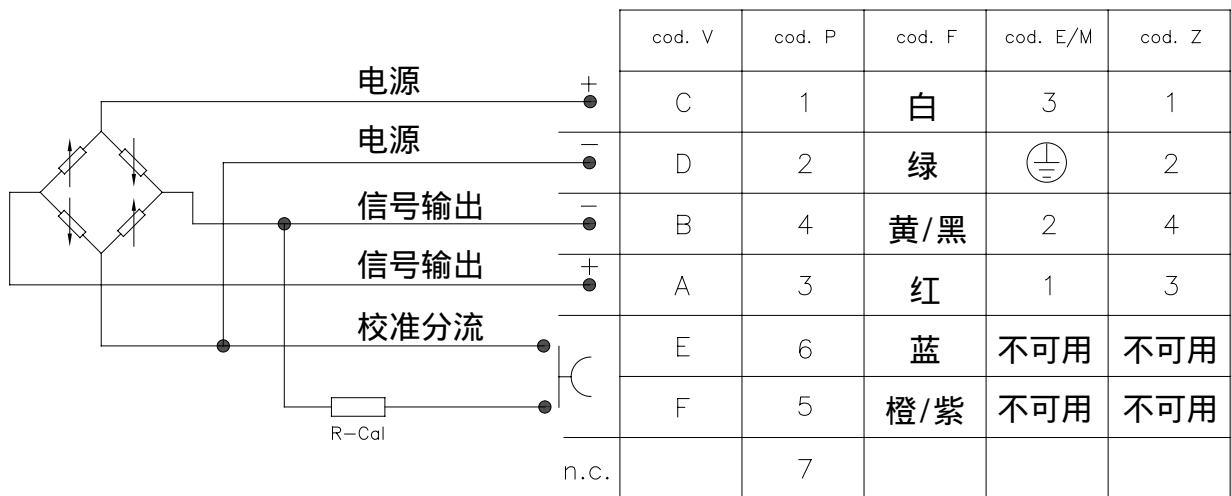 cod. V cod. P cod. F cod. E/M cod. Z
电源 + C 1 白 3 1
电源 − D 2 绿 2
信号输出 − B 4 黄/黑 2 4
信号输出 + A 3 红 1 3
校准分流 E 6 蓝 不可用 不可用
F 5 橙/紫 不可用 不可用
R-Cal
n.c. 7